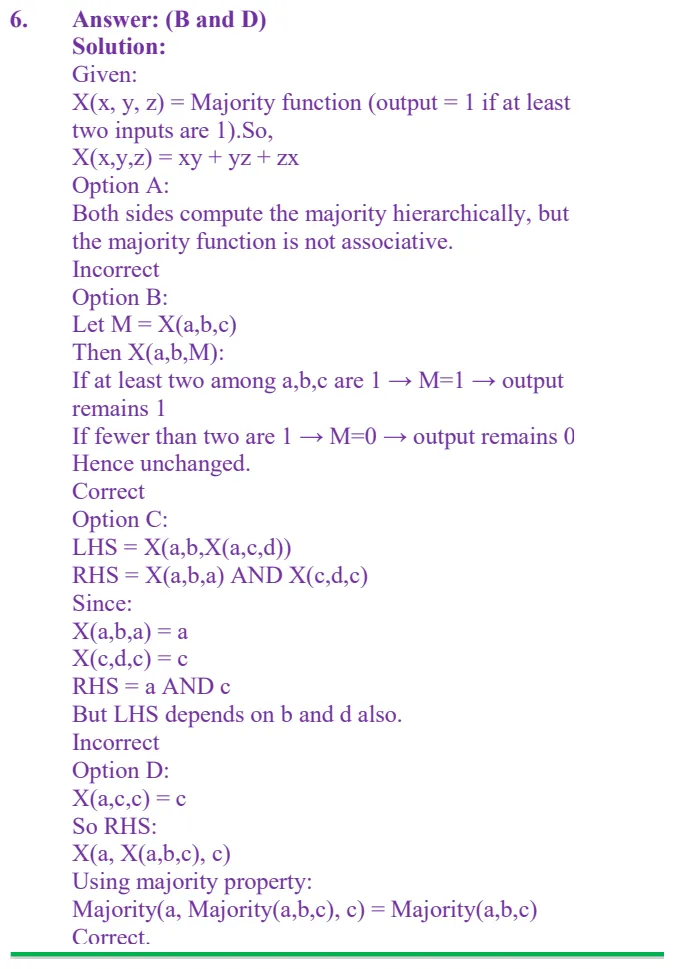 6. Answer: (B and D)
Solution:
Given:
X(x, y, z) = Majority function (output = 1 if at least
two inputs are 1).So,
X(x,y,z) = xy + yz + zx
Option A:
Both sides compute the majority hierarchically, but
the majority function is not associative.
Incorrect
Option B:
Let M = X(a,b,c)
Then X(a,b,M):
If at least two among a,b,c are 1 → M=1 → output
remains 1
If fewer than two are 1 → M=0 → output remains 0
Hence unchanged.
Correct
Option C:
LHS = X(a,b,X(a,c,d))
RHS = X(a,b,a) AND X(c,d,c)
Since:
X(a,b,a) = a
X(c,d,c) = c
RHS = a AND c
But LHS depends on b and d also.
Incorrect
Option D:
X(a,c,c) = c
So RHS:
X(a, X(a,b,c), c)
Using majority property:
Majority(a, Majority(a,b,c), c) = Majority(a,b,c)
Correct.